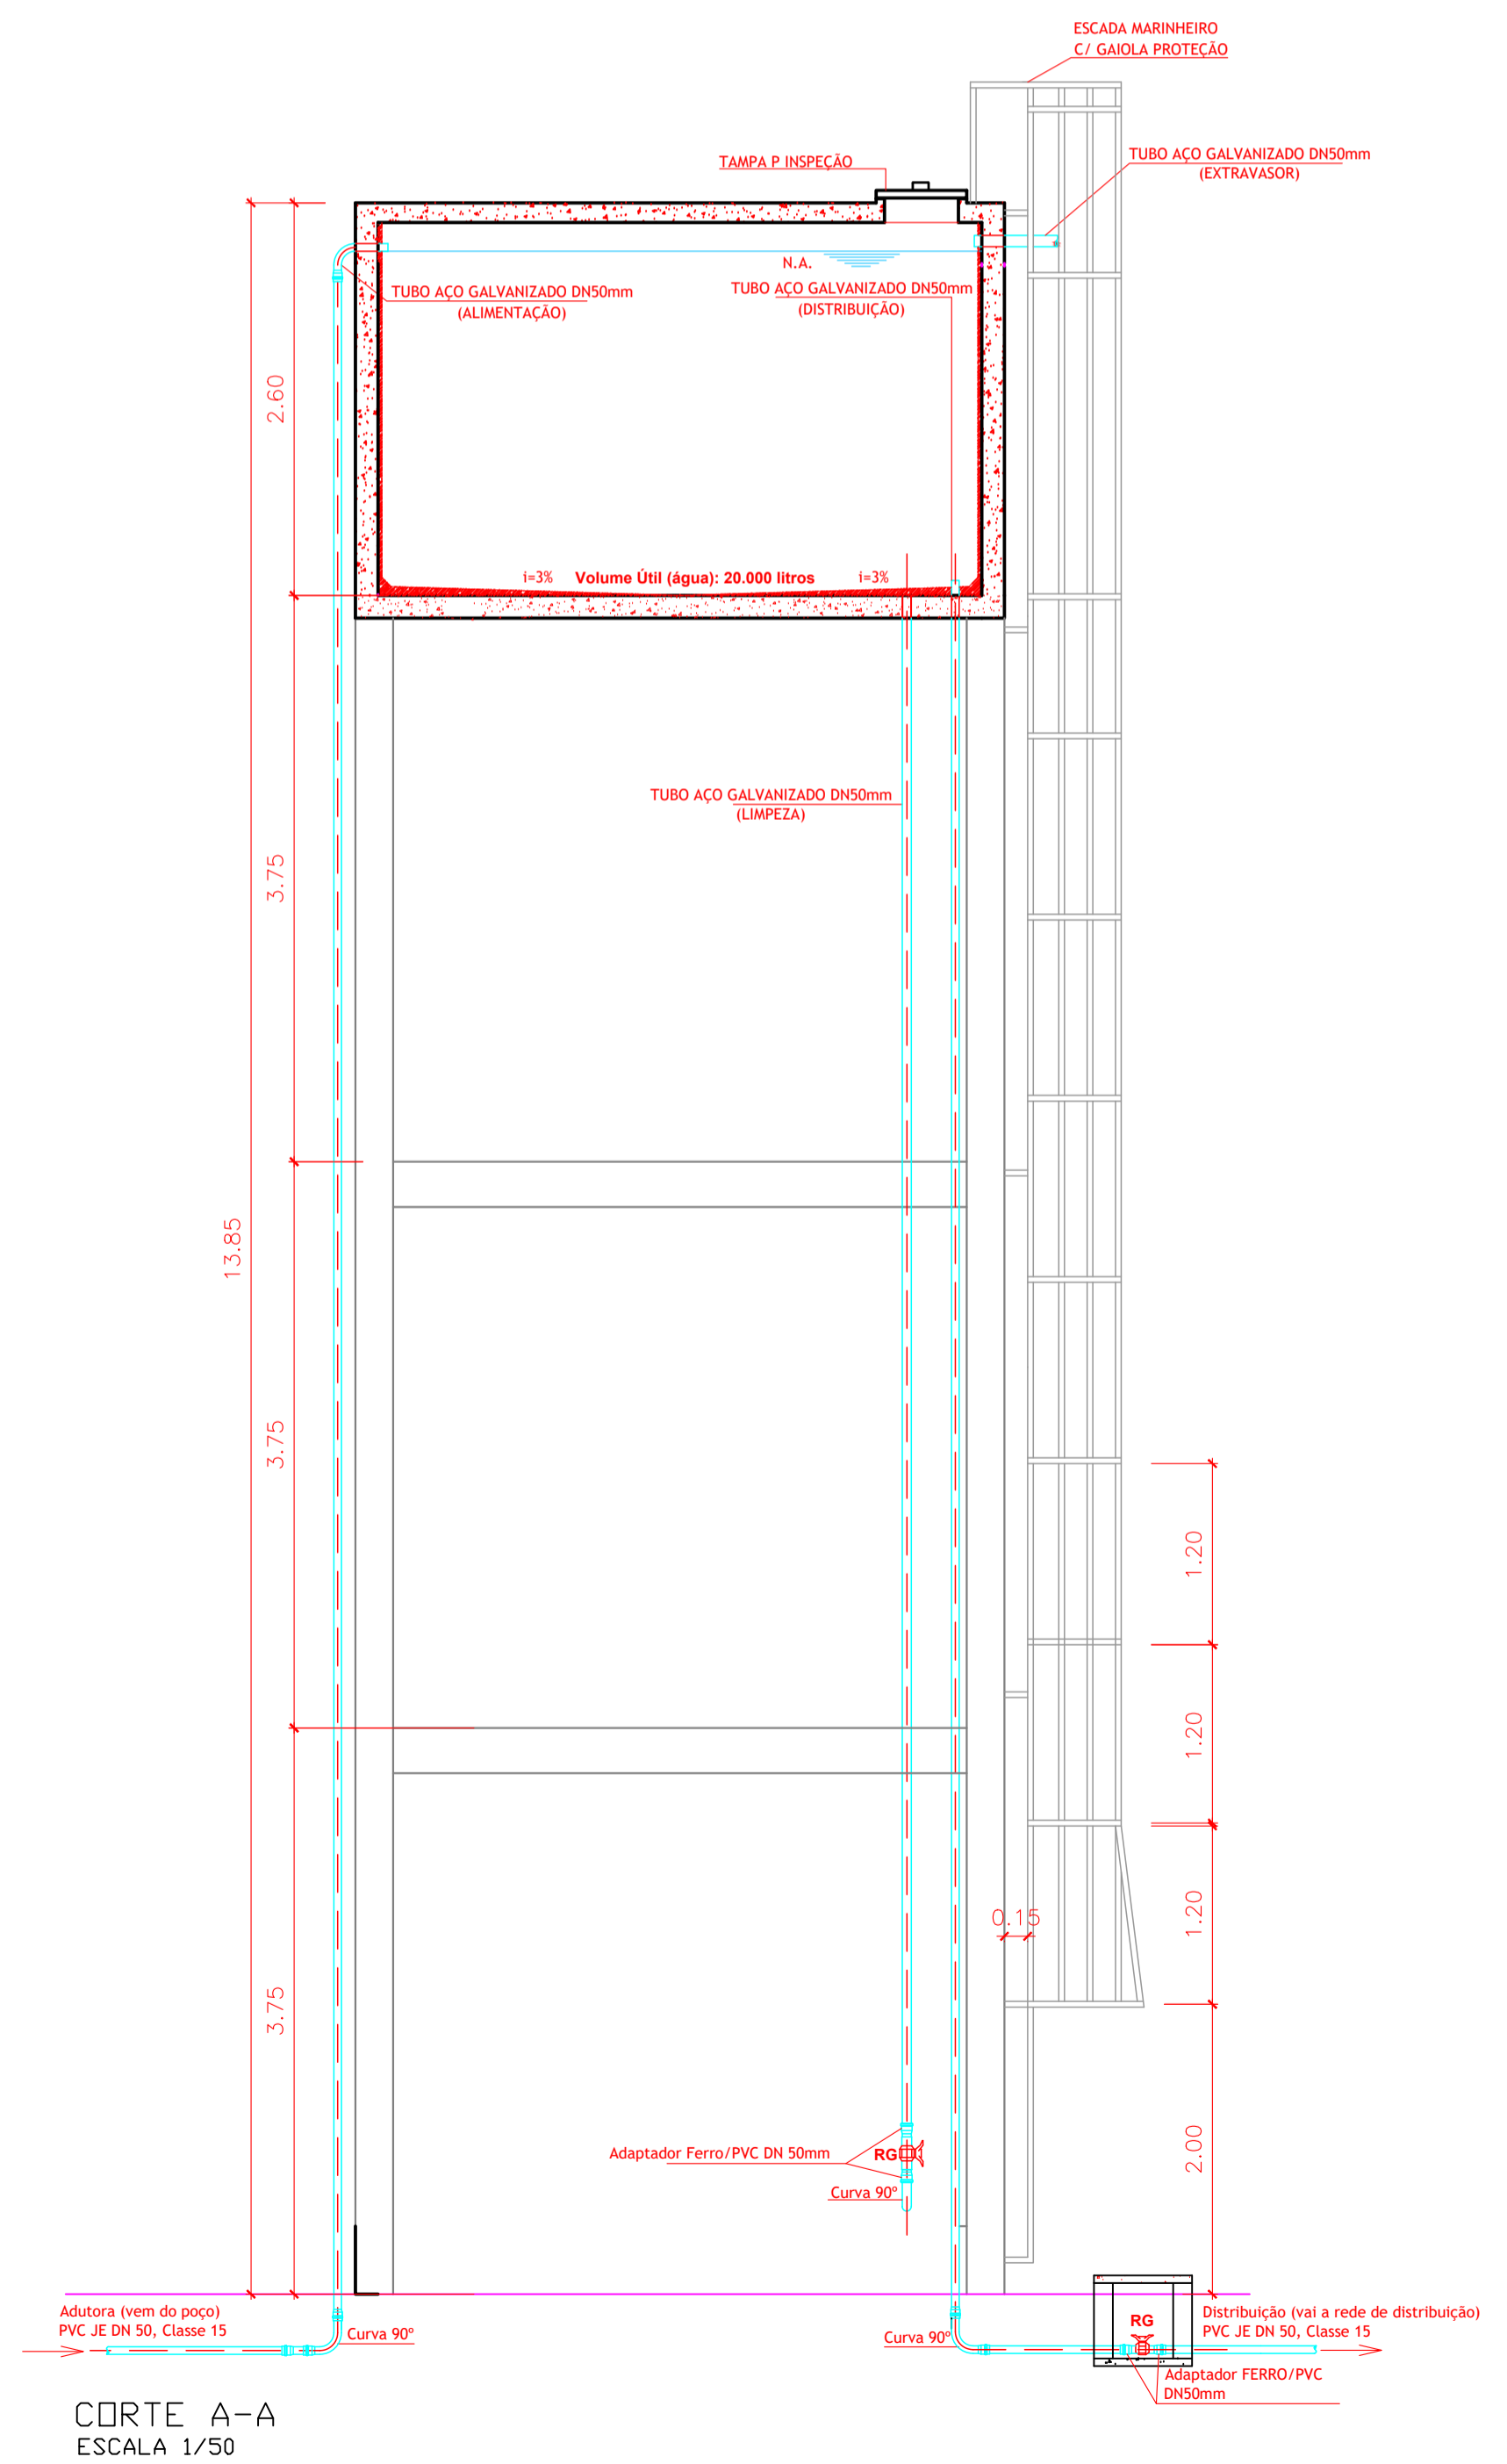 ESCADA MARINHEIRO
C/ GAIOLA PROTEÇÃO
TAMPA P INSPEÇÃO
TUBO AÇO GALVANIZADO DN50mm
(EXTRAVASOR)
N.A.
TUBO AÇO GALVANIZADO DN50mm
(ALIMENTAÇÃO)
TUBO AÇO GALVANIZADO DN50mm
(DISTRIBUIÇÃO)
2.60
i=3%
Volume Útil (água): 20.000 litros
i=3%
TUBO AÇO GALVANIZADO DN50mm
(LIMPEZA)
3.75
13.85
3.75
1.20
1.20
1.20
0.15
3.75
2.00
Adaptador Ferro/PVC DN 50mm
RG
Curva 90º
Adutora (vem do poço)
PVC JE DN 50, Classe 15
Curva 90º
Curva 90º
RG
Distribuição (vai a rede de distribuição)
PVC JE DN 50, Classe 15
Adaptador FERRO/PVC
DN50mm
CORTE A-A
ESCALA 1/50